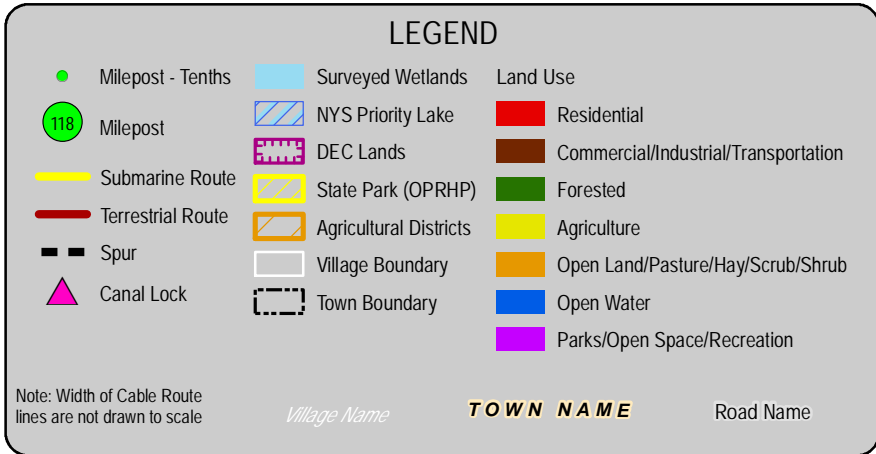 LEGEND
Milepost - Tenths
118
Milepost
Submarine Route
Terrestrial Route
Spur
Canal Lock
Surveyed Wetlands
NYS Priority Lake
DEC Lands
State Park (OPRHP)
Agricultural Districts
Village Boundary
Town Boundary
Land Use
Residential
Commercial/Industrial/Transportation
Forested
Agriculture
Open Land/Pasture/Hay/Scrub/Shrub
Open Water
Parks/Open Space/Recreation
Note: Width of Cable Route
lines are not drawn to scale
Village Name
TOWN NAME
Road Name